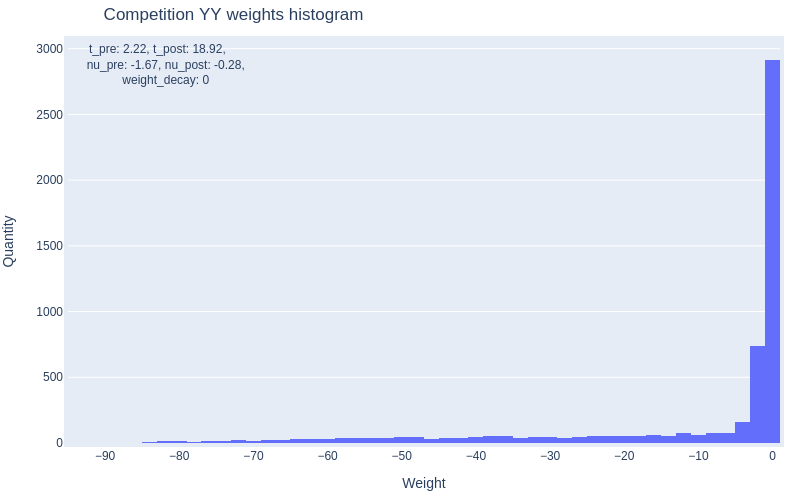 Competition YY weights histogram
t_pre: 2.22, t_post: 18.92,
nu_pre: -1.67, nu_post: -0.28,
weight_decay: 0
3000
2500
2000
1500
1000
500
0
Quantity
−90 −80 −70 −60 −50 −40 −30 −20 −10 0
Weight